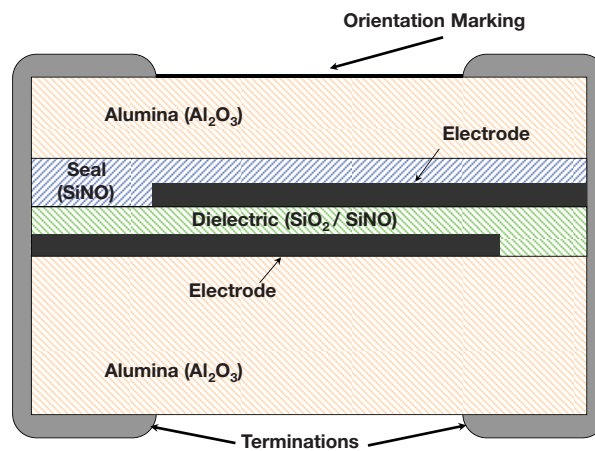 Orientation Marking
Alumina (Al₂O₃)
Electrode
Seal
(SiNO)
Dielectric (SiO₂ / SiNO)
Electrode
Alumina (Al₂O₃)
Terminations